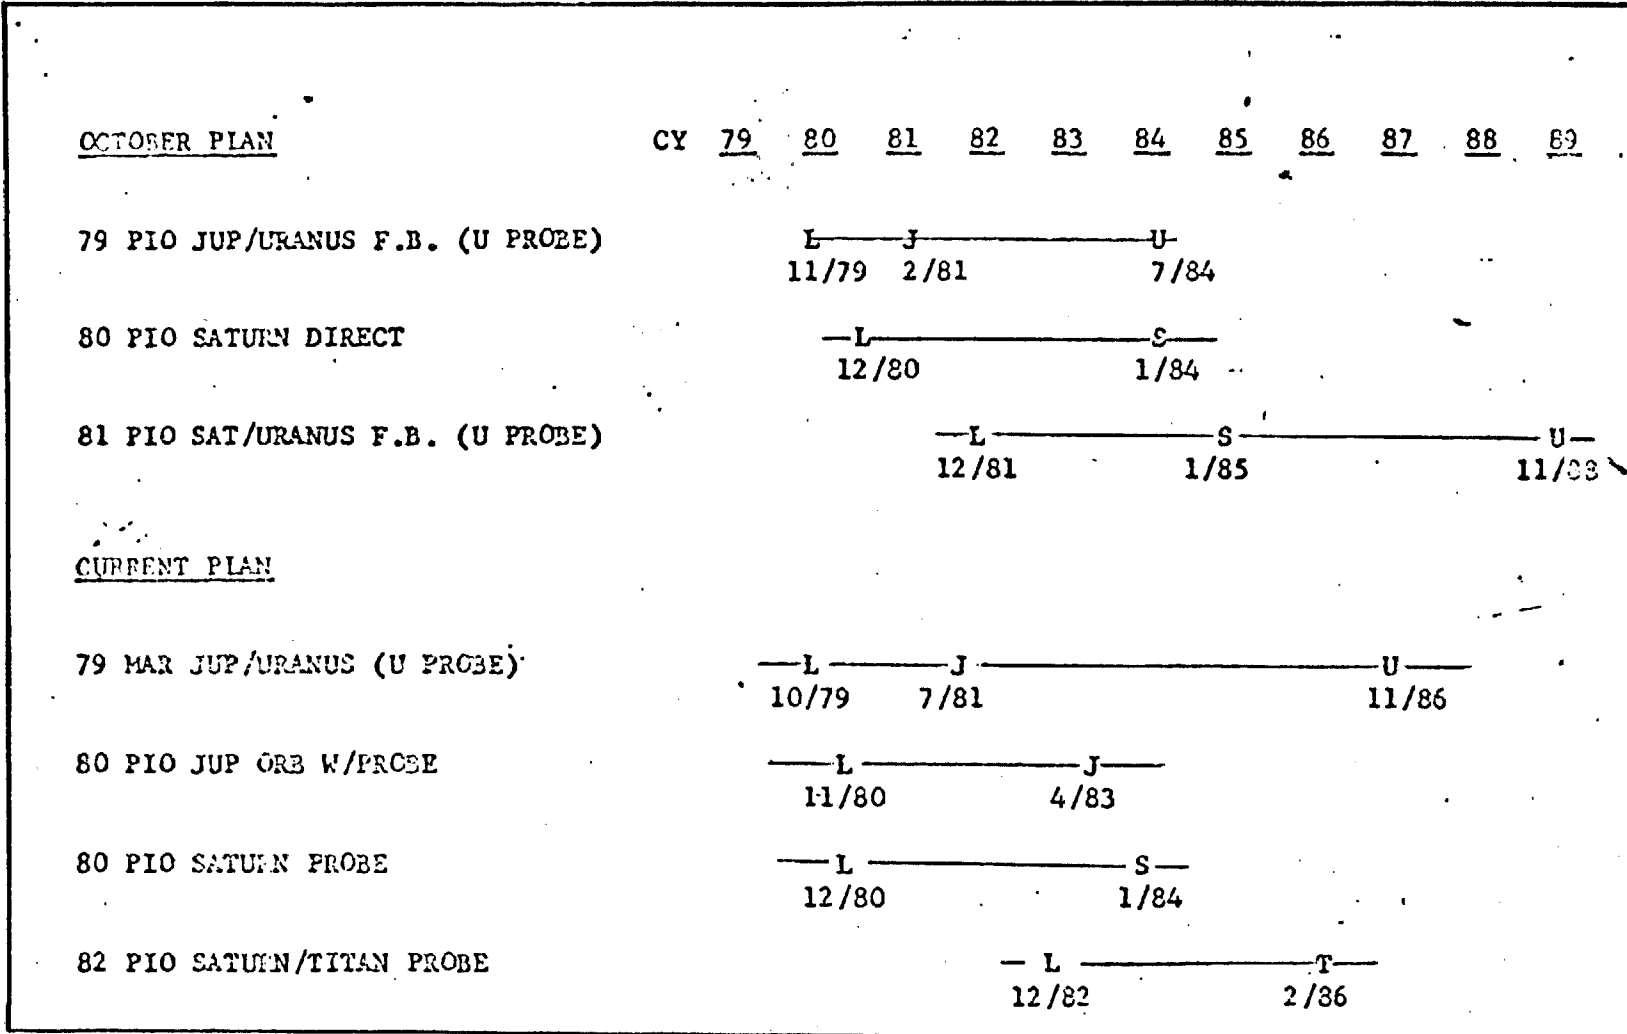 OCTOBER PLAN CY 79 80 81 82 83 84 85 86 87 88 89
79 PIO JUP/URANUS F.B. (U PROBE) L J U
11/79 2/81 7/84
80 PIO SATURN DIRECT L S
12/80 1/84
81 PIO SAT/URANUS F.B. (U PROBE) L S U
12/81 1/85 11/88
CURRENT PLAN
79 MAR JUP/URANUS (U PROBE) L J U
10/79 7/81 11/86
80 PIO JUP ORB W/PROBE L J
11/80 4/83
80 PIO SATURN PROBE L S
12/80 1/84
82 PIO SATURN/TITAN PROBE L T
12/82 2/86